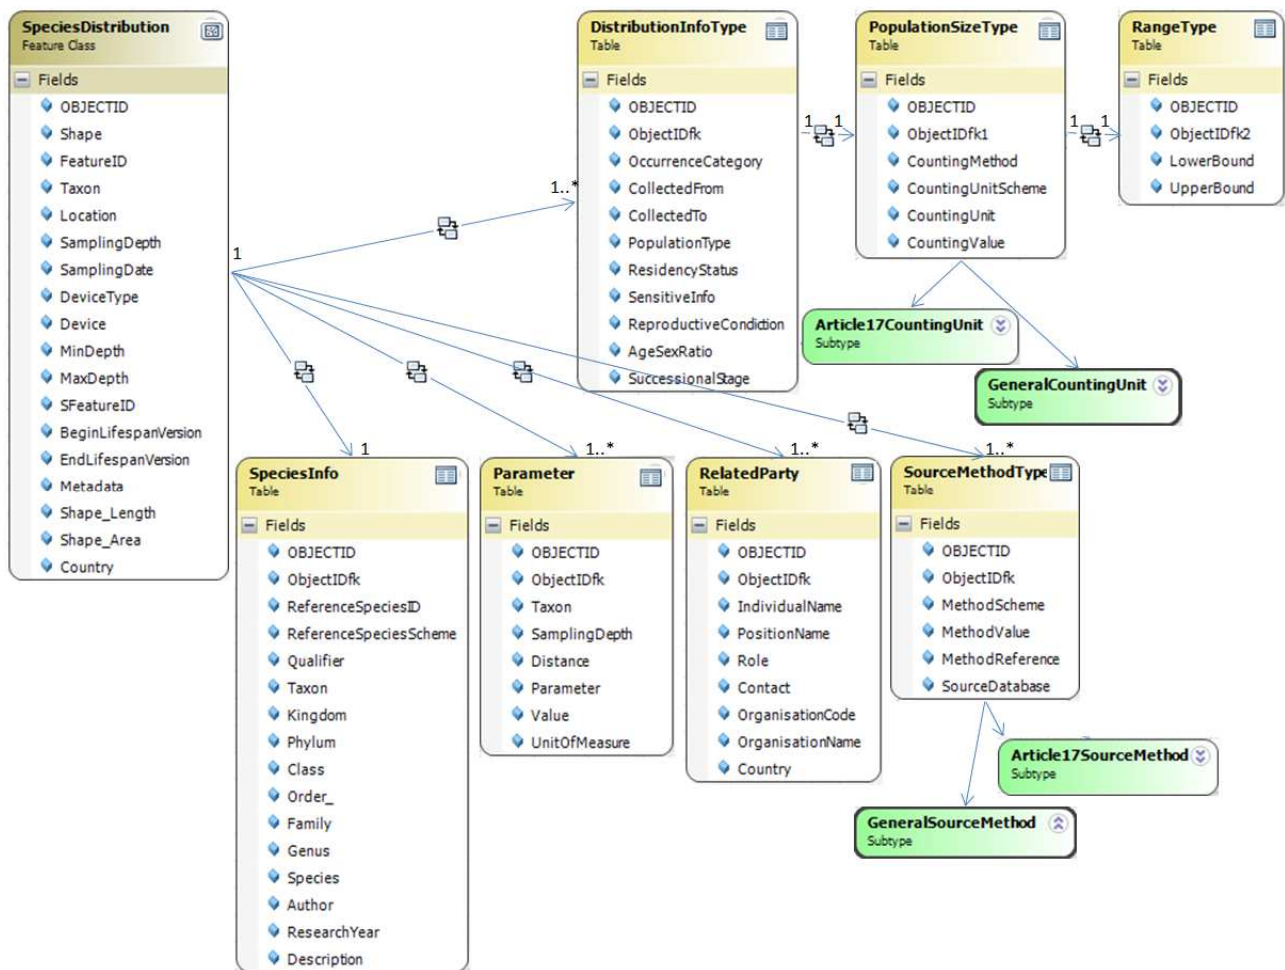 SpeciesDistribution
Feature Class
Fields
OBJECTID
Shape
FeatureID
Taxon
Location
SamplingDepth
SamplingDate
DeviceType
Device
MinDepth
MaxDepth
SFeatureID
BeginLifespanVersion
EndLifespanVersion
Metadata
Shape_Length
Shape_Area
Country
1
1..*
DistributionInfoType
Table
Fields
OBJECTID
ObjectIDfk
OccurrenceCategory
CollectedFrom
CollectedTo
PopulationType
ResidencyStatus
SensitiveInfo
ReproductiveCondition
AgeSexRatio
SuccessionalStage
1 1
PopulationSizeType
Table
Fields
OBJECTID
ObjectIDfk1
CountingMethod
CountingUnitScheme
CountingUnit
CountingValue
1 1
RangeType
Table
Fields
OBJECTID
ObjectIDfk2
LowerBound
UpperBound
Article17CountingUnit
Subtype
GeneralCountingUnit
Subtype
1
SpeciesInfo
Table
Fields
OBJECTID
ObjectIDfk
ReferenceSpeciesID
ReferenceSpeciesScheme
Qualifier
Taxon
Kingdom
Phylum
Class
Order_
Family
Genus
Species
Author
ResearchYear
Description
1..*
Parameter
Table
Fields
OBJECTID
ObjectIDfk
Taxon
SamplingDepth
Distance
Parameter
Value
UnitOfMeasure
1..*
RelatedParty
Table
Fields
OBJECTID
ObjectIDfk
IndividualName
PositionName
Role
Contact
OrganisationCode
OrganisationName
Country
1..*
SourceMethodType
Table
Fields
OBJECTID
ObjectIDfk
MethodScheme
MethodValue
MethodReference
SourceDatabase
Article17SourceMethod
Subtype
GeneralSourceMethod
Subtype